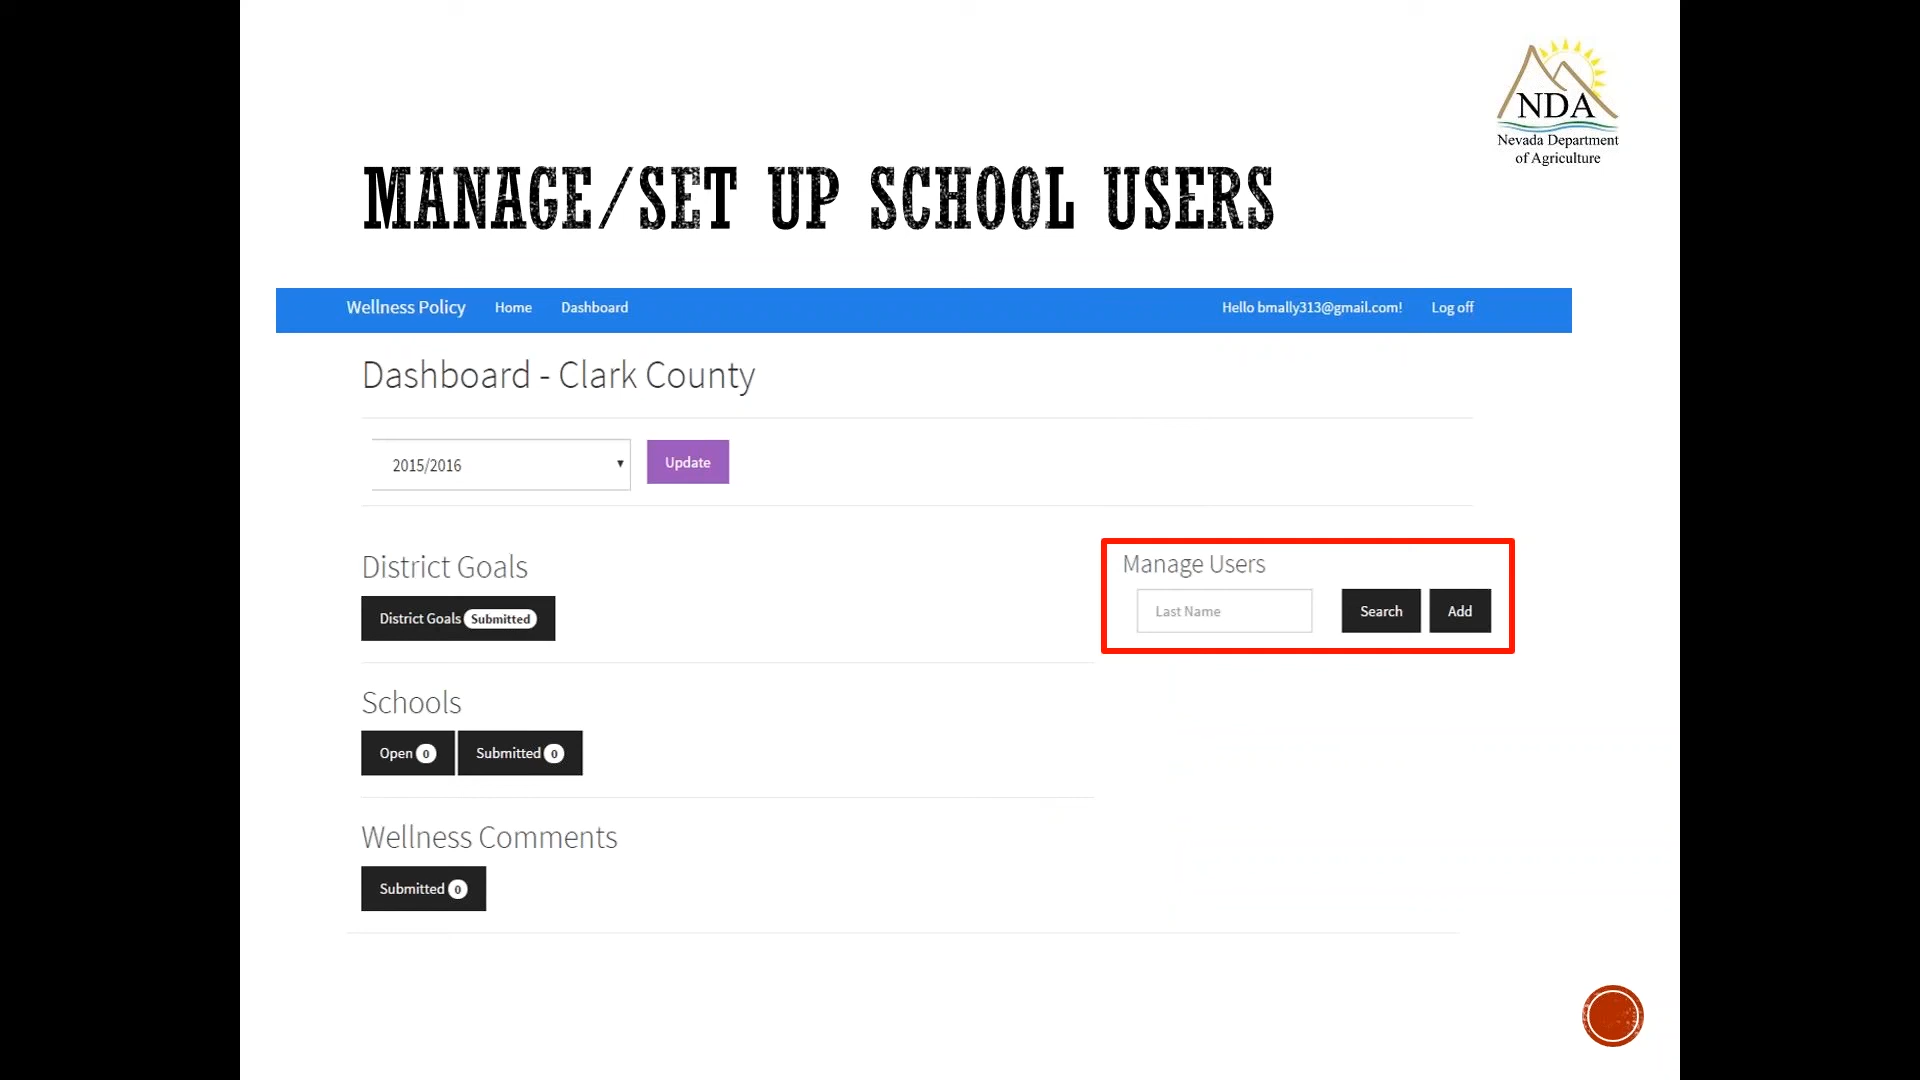 NDA
Nevada Department
of Agriculture
MANAGE/SET UP SCHOOL USERS
Wellness Policy Home Dashboard Hello bmally313@gmail.com! Log off
Dashboard - Clark County
2015/2016 Update
District Goals
District Goals Submitted
Manage Users
Last Name Search Add
Schools
Open 0 Submitted 0
Wellness Comments
Submitted 0